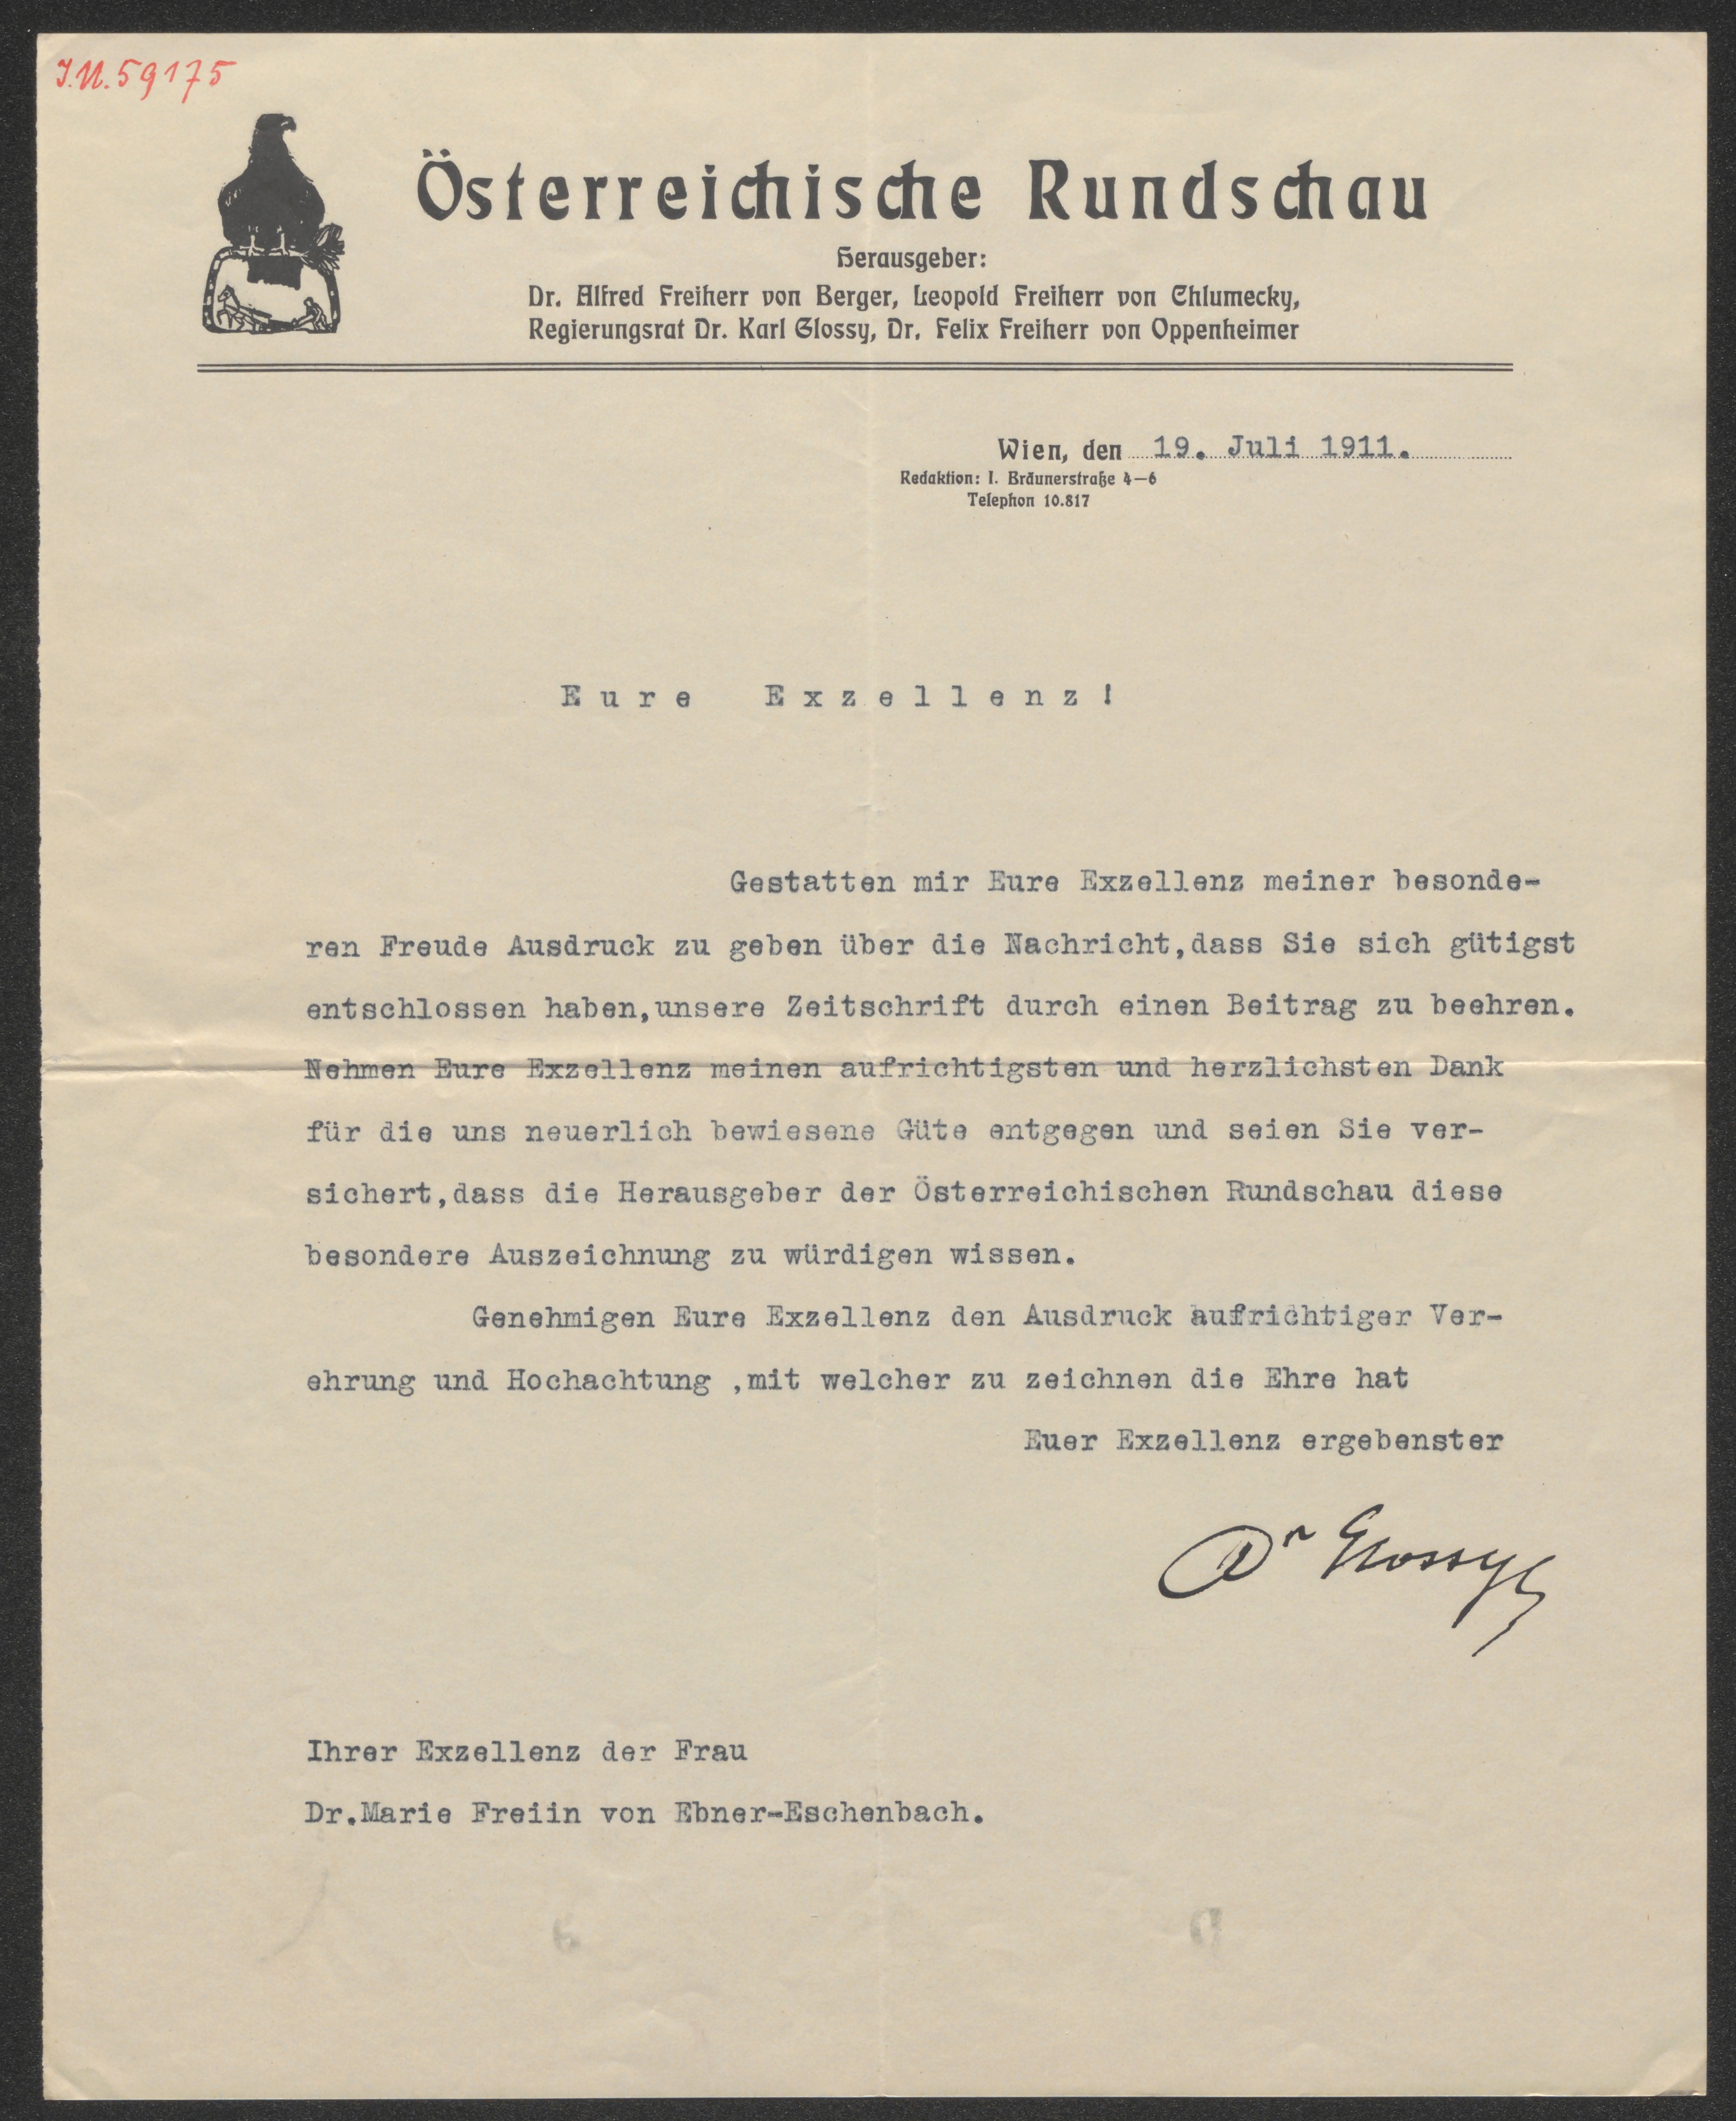 I.N. 59175
Österreichische Rundschau
Herausgeber:
Dr. Alfred Freiherr von Berger, Leopold Freiherr von Chlumecky,
Regierungsrat Dr. Karl Glossy, Dr. Felix Freiherr von Oppenheimer
Wien, den 19. Juli 1911.
Redaktion: I. Bräunerstraße 4—6
Telephon 10.817
Eure Exzellenz!
Gestatten mir Eure Exzellenz meiner besonde-
ren Freude Ausdruck zu geben über die Nachricht,dass Sie sich gütigst
entschlossen haben,unsere Zeitschrift durch einen Beitrag zu beehren.
Nehmen Eure Exzellenz meinen aufrichtigsten und herzlichsten Dank
für die uns neuerlich bewiesene Güte entgegen und seien Sie ver-
sichert,dass die Herausgeber der Österreichischen Rundschau diese
besondere Auszeichnung zu würdigen wissen.
Genehmigen Eure Exzellenz den Ausdruck aufrichtiger Ver-
ehrung und Hochachtung ,mit welcher zu zeichnen die Ehre hat
Euer Exzellenz ergebenster
Dr Glossy
Ihrer Exzellenz der Frau
Dr.Marie Freiin von Ebner-Eschenbach.